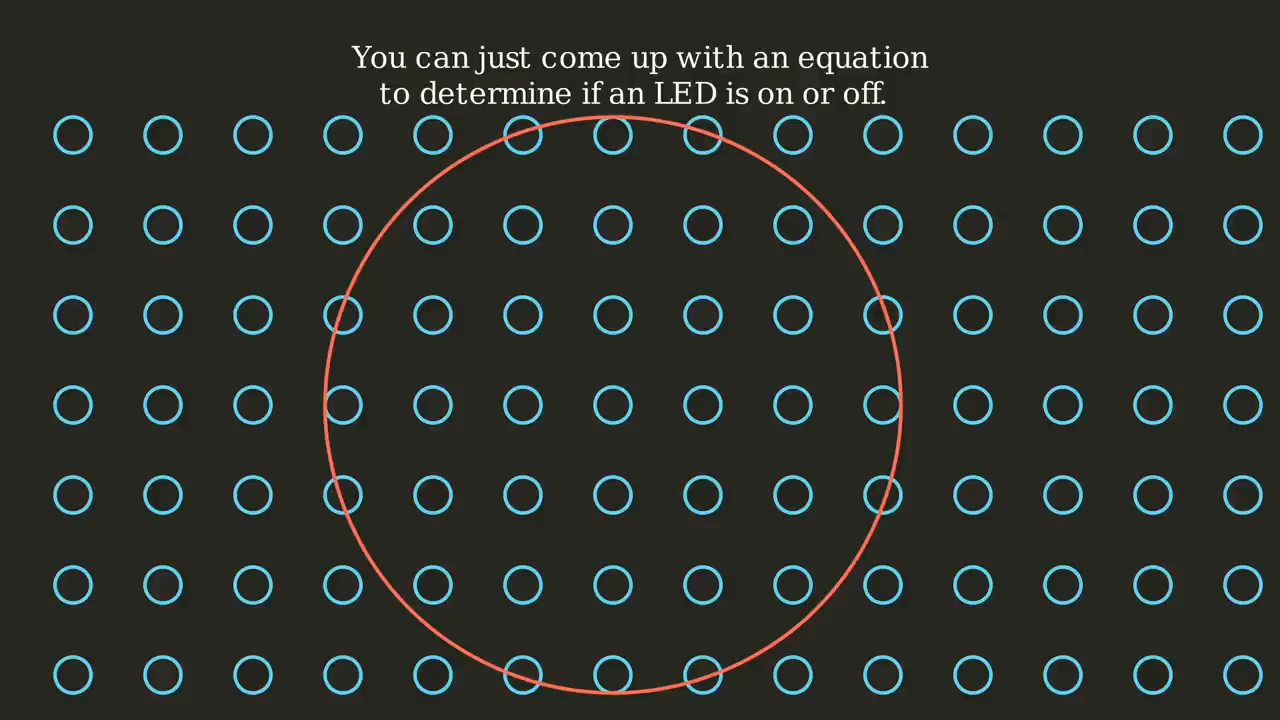 You can just come up with an equation
to determine if an LED is on or off.